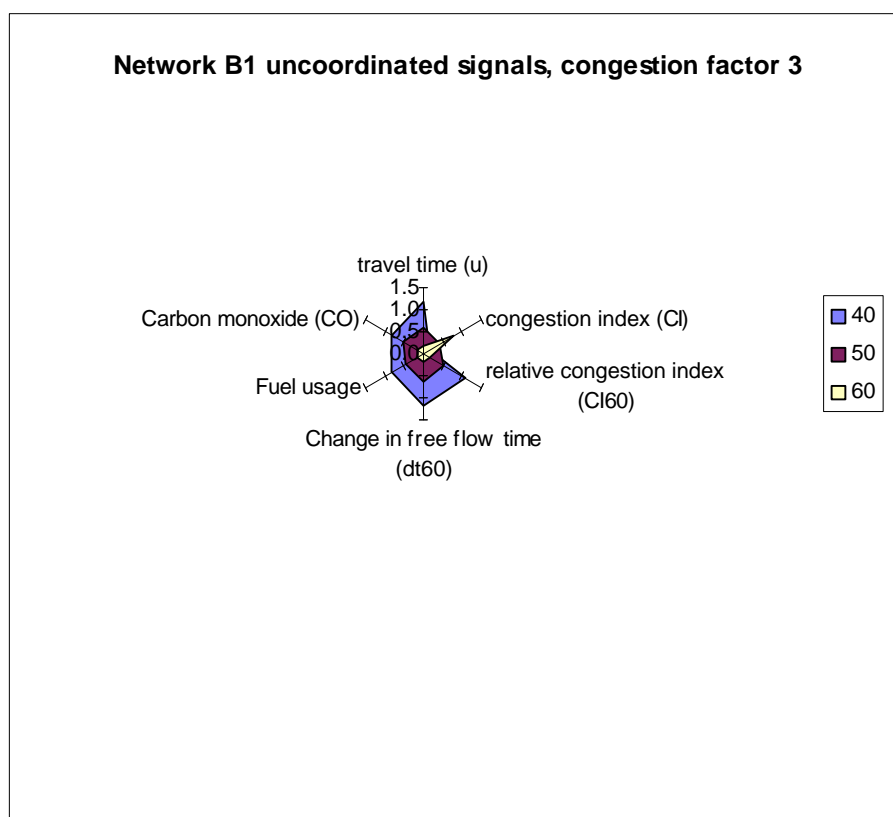 Network B1 uncoordinated signals, congestion factor 3
travel time (u)
1.5
1.0
0.5
0.0
Carbon monoxide (CO)
congestion index (CI)
Fuel usage
relative congestion index
(CI60)
Change in free flow time
(dt60)
40
50
60